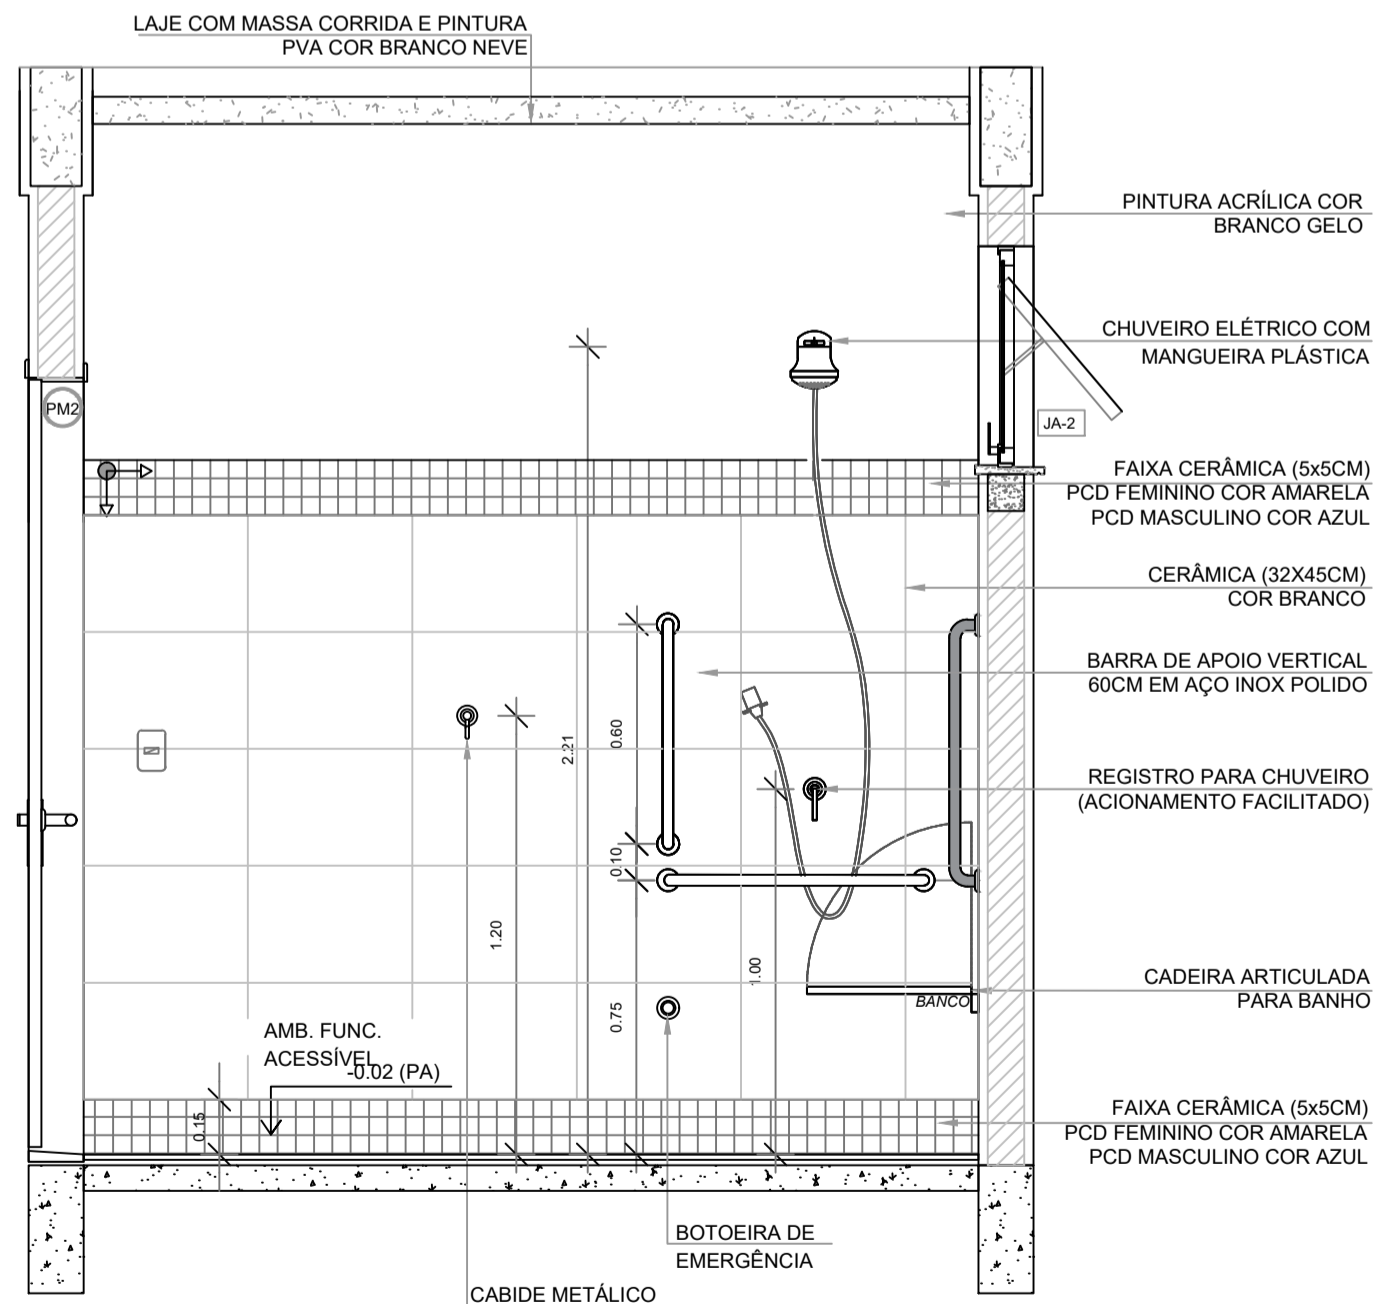 LAJE COM MASSA CORRIDA E PINTURA
PVA COR BRANCO NEVE
PINTURA ACRÍLICA COR
BRANCO GELO
CHUVEIRO ELÉTRICO COM
MANGUEIRA PLÁSTICA
PM2
JA-2
FAIXA CERÂMICA (5x5CM)
PCD FEMININO COR AMARELA
PCD MASCULINO COR AZUL
CERÂMICA (32X45CM)
COR BRANCO
BARRA DE APOIO VERTICAL
60CM EM AÇO INOX POLIDO
2.21
0.60
REGISTRO PARA CHUVEIRO
(ACIONAMENTO FACILITADO)
0.10
1.20
1.00
0.75
BANCO
CADEIRA ARTICULADA
PARA BANHO
AMB. FUNC.
ACESSÍVEL
-0.02 (PA)
0.15
FAIXA CERÂMICA (5x5CM)
PCD FEMININO COR AMARELA
PCD MASCULINO COR AZUL
BOTOEIRA DE
EMERGÊNCIA
CABIDE METÁLICO